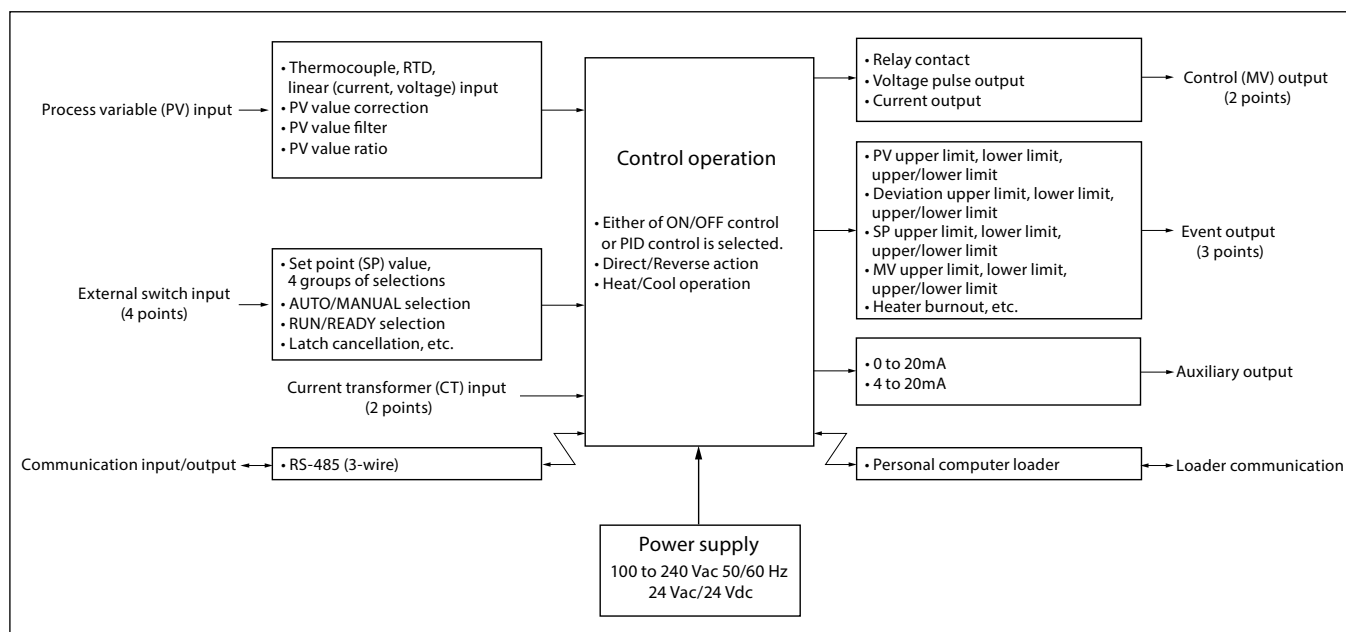 Process variable (PV) input
• Thermocouple, RTD,
linear (current, voltage) input
• PV value correction
• PV value filter
• PV value ratio
External switch input
(4 points)
• Set point (SP) value,
4 groups of selections
• AUTO/MANUAL selection
• RUN/READY selection
• Latch cancellation, etc.
Current transformer (CT) input
(2 points)
Communication input/output
• RS-485 (3-wire)
Control operation
• Either of ON/OFF control
or PID control is selected.
• Direct/Reverse action
• Heat/Cool operation
Power supply
100 to 240 Vac 50/60 Hz
24 Vac/24 Vdc
• Relay contact
• Voltage pulse output
• Current output
Control (MV) output
(2 points)
• PV upper limit, lower limit,
upper/lower limit
• Deviation upper limit, lower limit,
upper/lower limit
• SP upper limit, lower limit,
upper/lower limit
• MV upper limit, lower limit,
upper/lower limit
• Heater burnout, etc.
Event output
(3 points)
• 0 to 20mA
• 4 to 20mA
Auxiliary output
• Personal computer loader
Loader communication